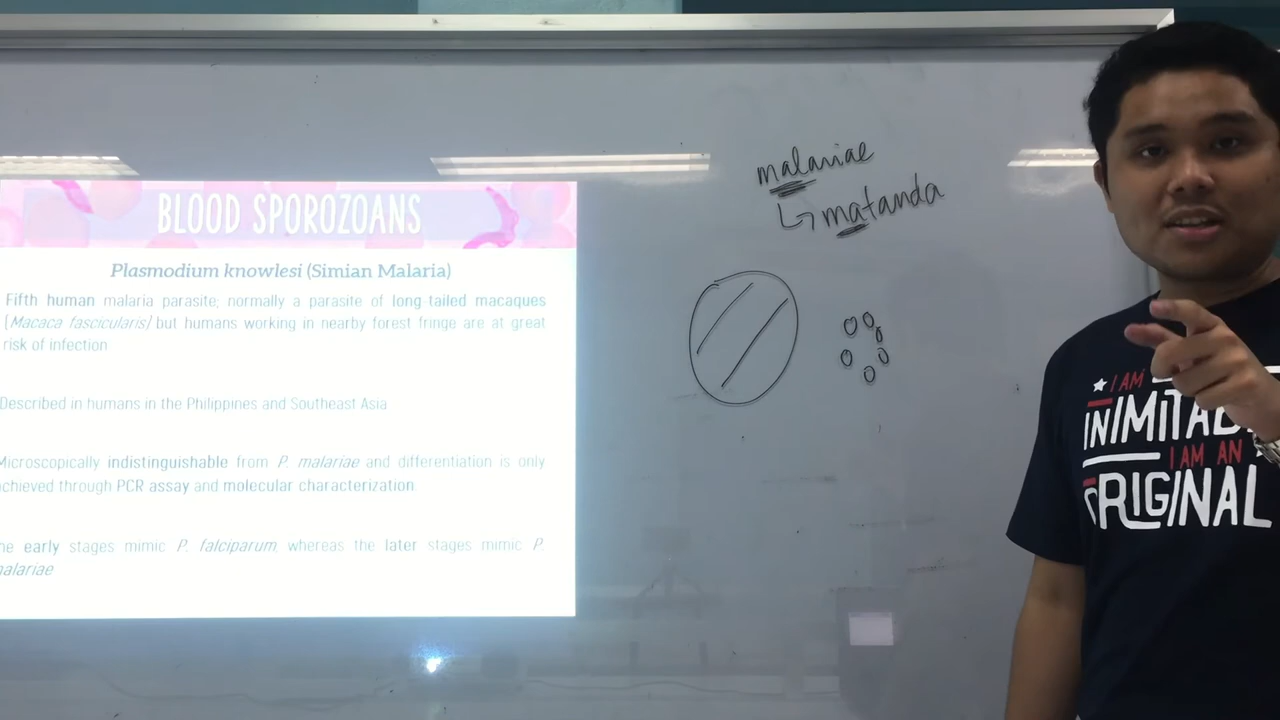 BLOOD SPOROZOANS
Plasmodium knowlesi (Simian Malaria)
Fifth human malaria parasite; normally a parasite of long-tailed macaques
(Macaca fascicularis) but humans working in nearby forest fringe are at great
risk of infection
Described in humans in the Philippines and Southeast Asia
Microscopically indistinguishable from P. malariae and differentiation is only
achieved through PCR assay and molecular characterization
he early stages mimic P. falciparum, whereas the later stages mimic P.
malariae
malariae
matanda
I AM
INIMITAB
I AM AN
ORIGINAL